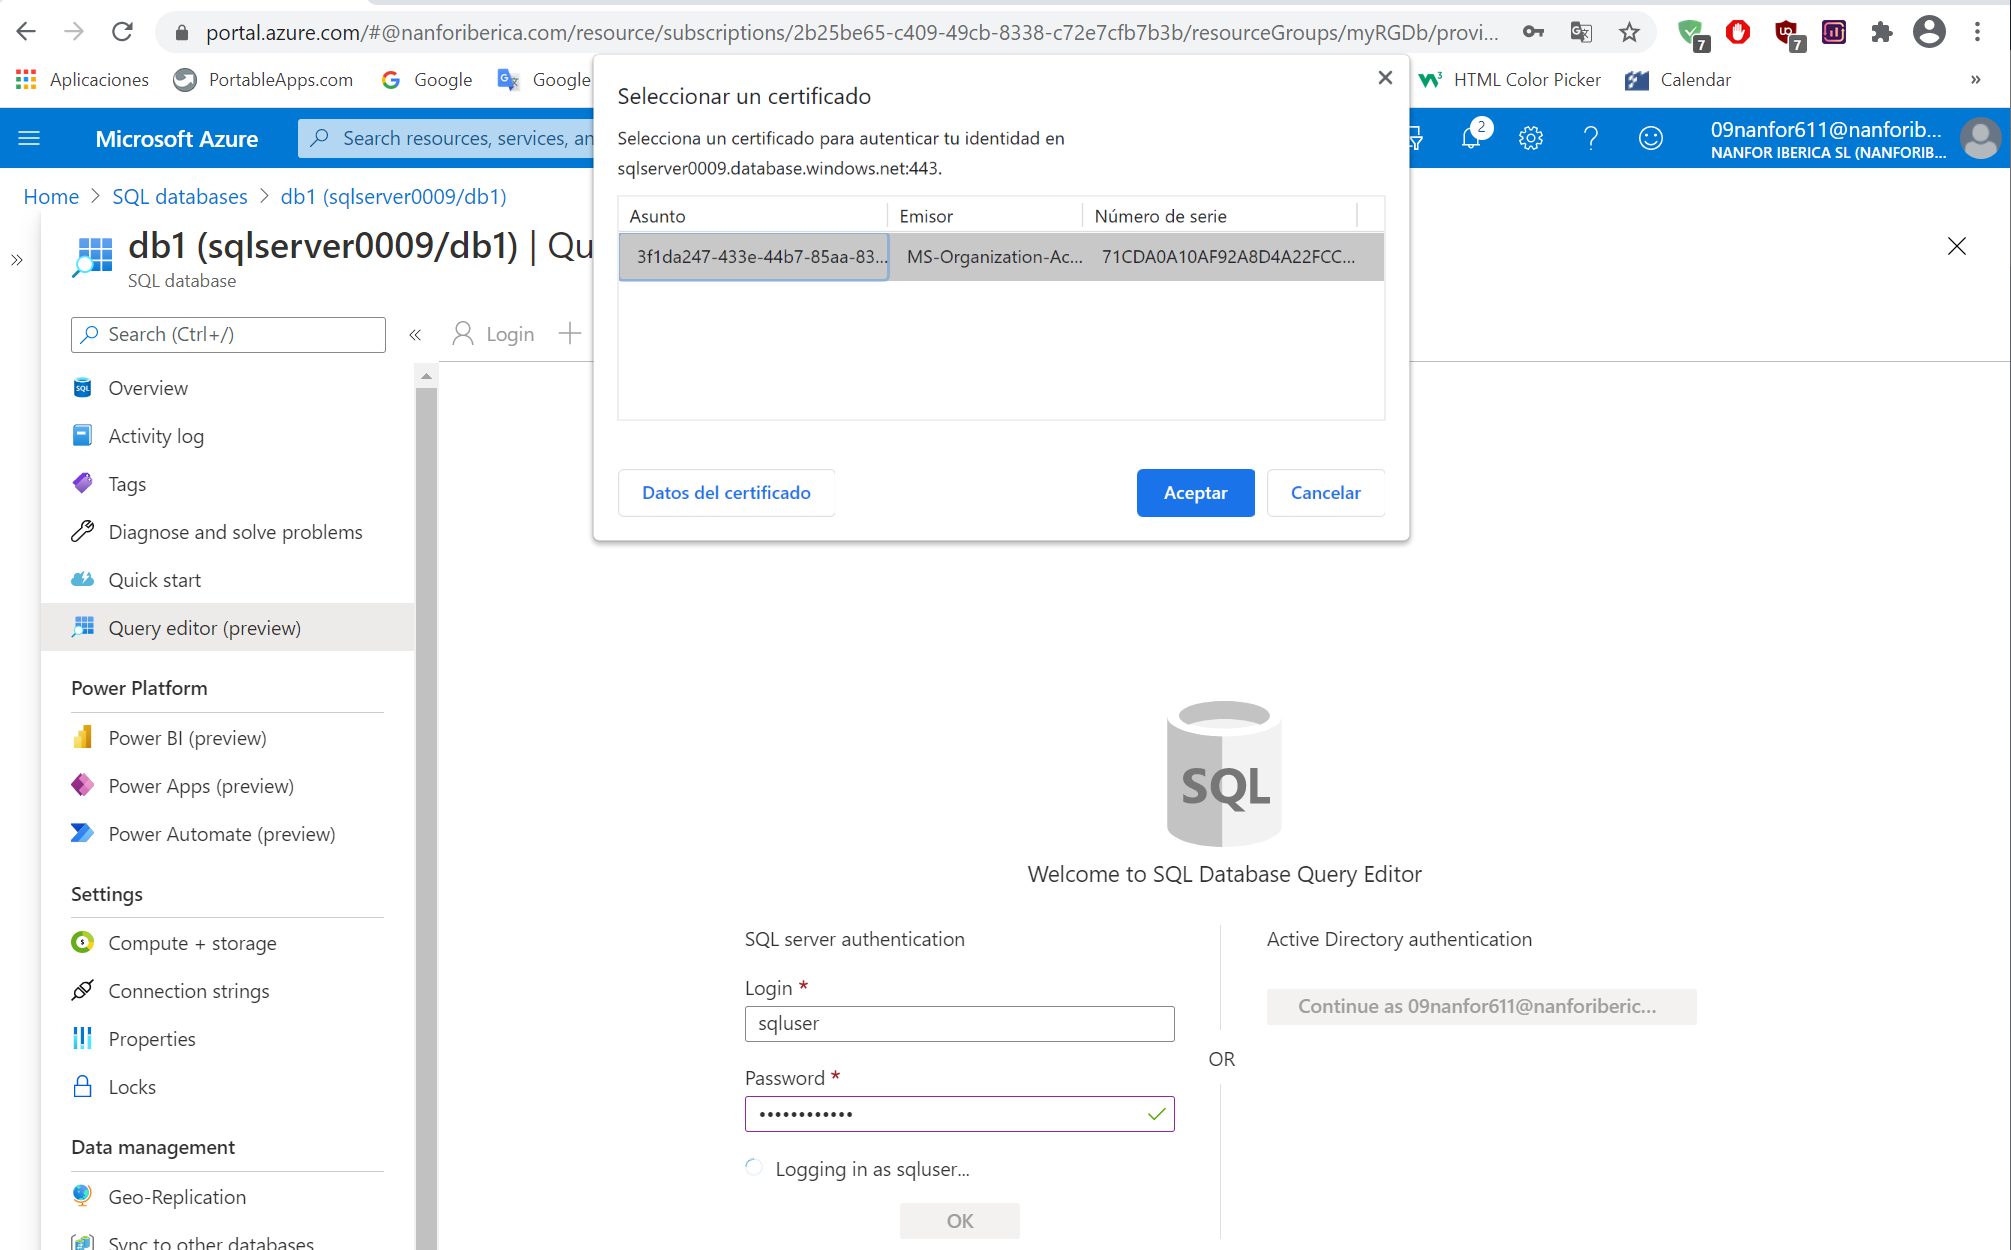 portal.azure.com/#@nanforiberica.com/resource/subscriptions/2b25be65-c409-49cb-8338-c72e7cfb7b3b/resourceGroups/myRGDb/provi...
7
7
Aplicaciones
PortableApps.com
Google
Google
HTML Color Picker
Calendar
»
Microsoft Azure
Search resources, services, an
2
09nanfor611@nanforib...
NANFOR IBERICA SL (NANFORIB...
Home > SQL databases > db1 (sqlserver0009/db1)
db1 (sqlserver0009/db1) | Qu
SQL database
Seleccionar un certificado
Selecciona un certificado para autenticar tu identidad en
sqlserver0009.database.windows.net:443.
Asunto Emisor Número de serie
3f1da247-433e-44b7-85aa-83... MS-Organization-Ac... 71CDA0A10AF92A8D4A22FCC...
Datos del certificado
Aceptar
Cancelar
Search (Ctrl+/)
«
Login
Overview
Activity log
Tags
Diagnose and solve problems
Quick start
Query editor (preview)
Power Platform
Power BI (preview)
Power Apps (preview)
Power Automate (preview)
Settings
Compute + storage
Connection strings
Properties
Locks
Data management
Geo-Replication
Sync to other databases
SQL
Welcome to SQL Database Query Editor
SQL server authentication
Login *
sqluser
Password *
••••••••••••
Logging in as sqluser...
OK
OR
Active Directory authentication
Continue as 09nanfor611@nanforiberic...